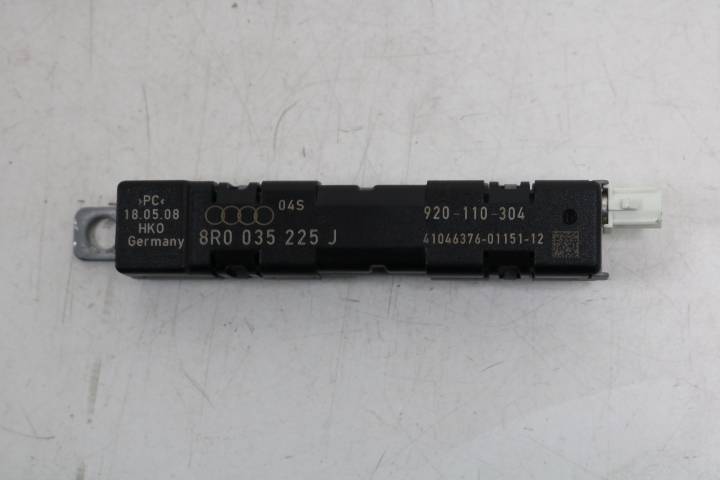 ›PC‹
18.05.08
HKO
Germany
04S
8R0 035 225 J
920-110-304
41046376-01151-12